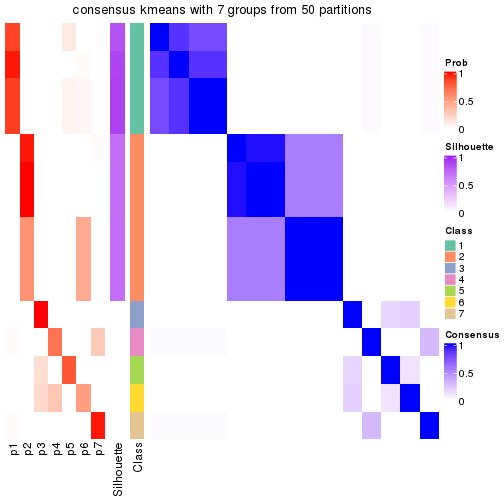 consensus kmeans with 7 groups from 50 partitions
Prob
1
0.5
0
Silhouette
1
0.5
0
Class
1
2
3
4
5
6
7
Consensus
1
0.5
0
p1
p2
p3
p4
p5
p6
p7
Silhouette
Class